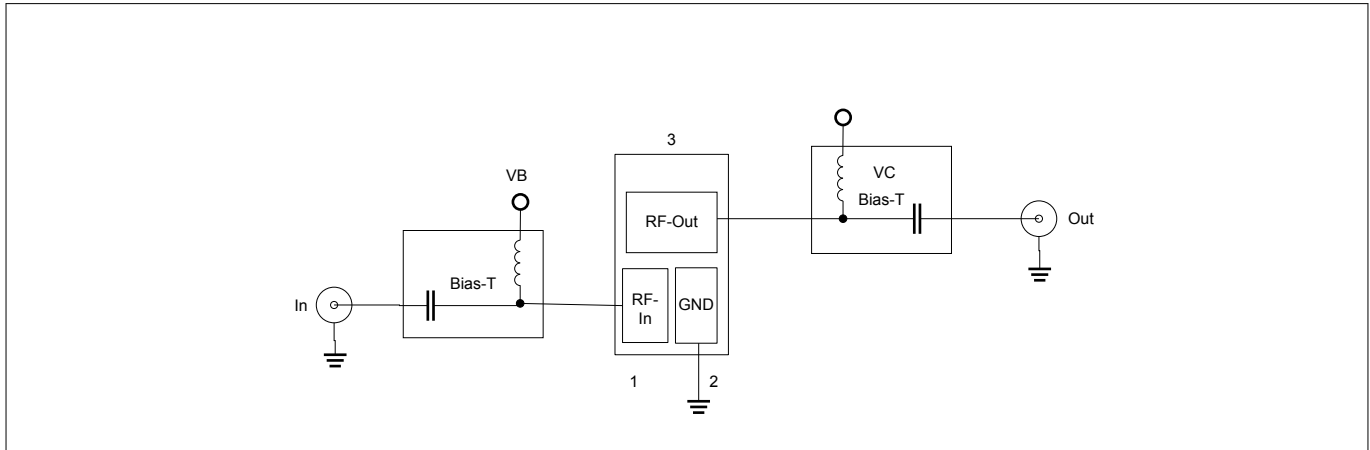 3
VB
VC
Bias-T
RF-Out
Out
Bias-T
RF-
In
GND
In
1
2